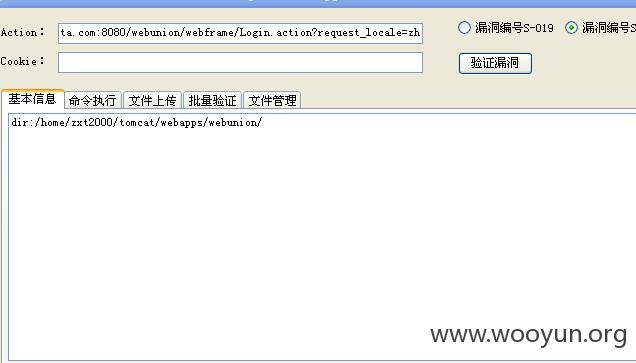 Action： ta.com:8080/webunion/webframe/Login.action?request_locale=zh 漏洞编号S-019 漏洞编号S
Cookie： 验证漏洞
基本信息 命令执行 文件上传 批量验证 文件管理
dir:/home/zxt2000/tomcat/webapps/webunion/
www.wooyun.org